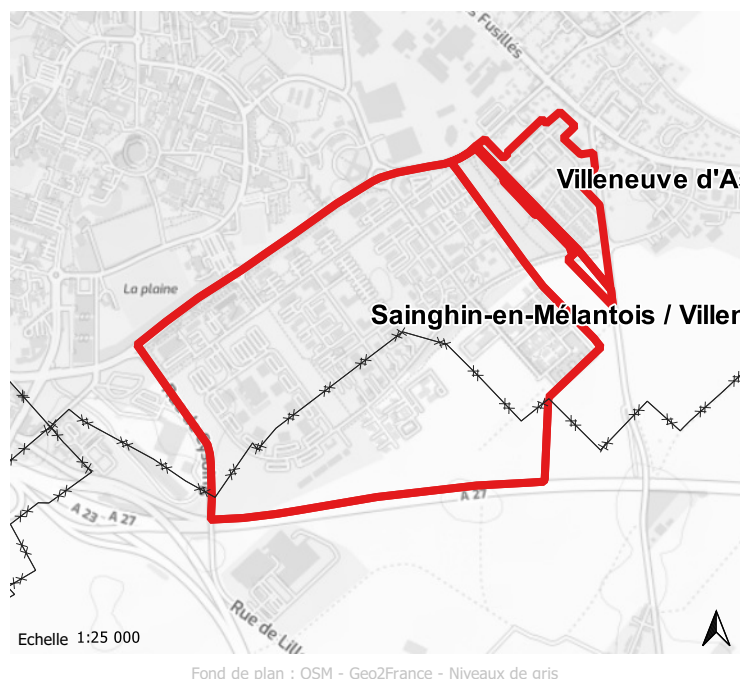 s Fusillés
Villeneuve d'A
La plaine
Sainghin-en-Mélantois / Viller
A 27
A 23 - A 27
Rue de Lille
Echelle 1:25 000
Fond de plan : OSM - Geo2France - Niveaux de gris